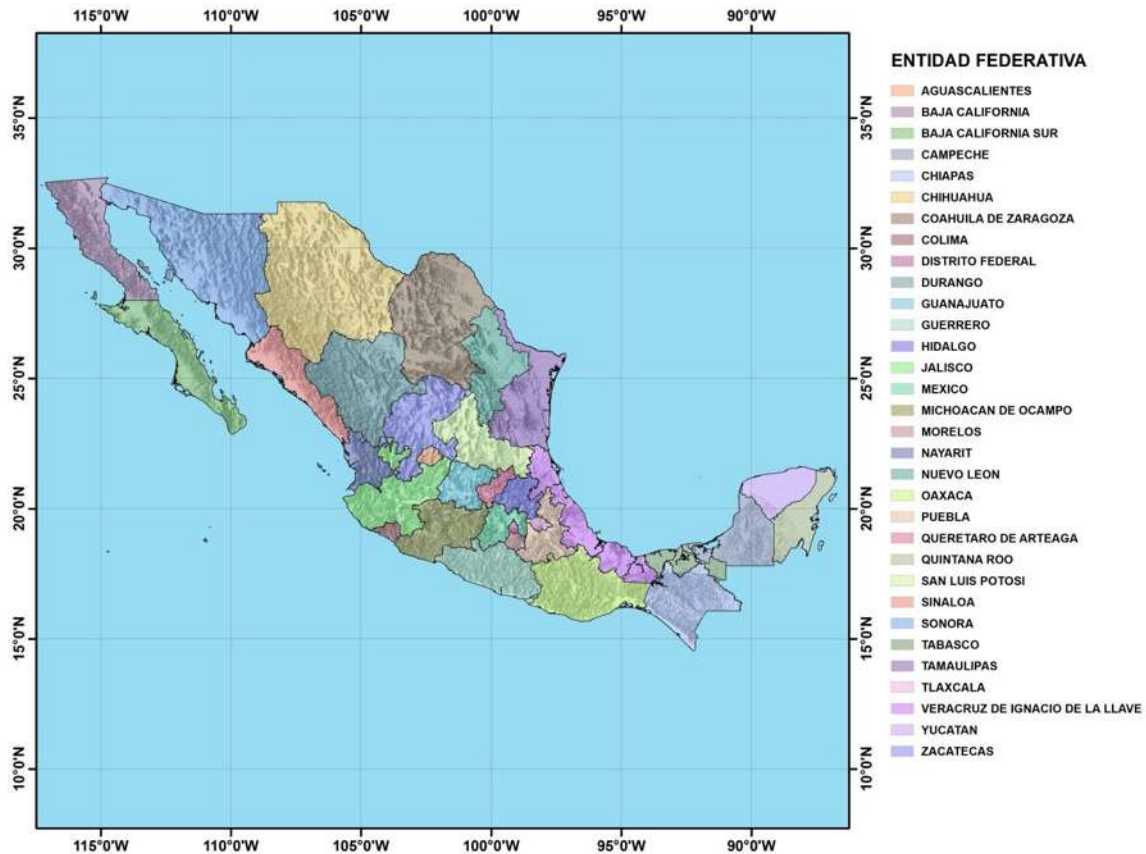 115°0'W 110°0'W 105°0'W 100°0'W 95°0'W 90°0'W
35°0'N 35°0'N
30°0'N 30°0'N
25°0'N 25°0'N
20°0'N 20°0'N
15°0'N 15°0'N
10°0'N 10°0'N
115°0'W 110°0'W 105°0'W 100°0'W 95°0'W 90°0'W
ENTIDAD FEDERATIVA
AGUASCALIENTES
BAJA CALIFORNIA
BAJA CALIFORNIA SUR
CAMPECHE
CHIAPAS
CHIHUAHUA
COAHUILA DE ZARAGOZA
COLIMA
DISTRITO FEDERAL
DURANGO
GUANAJUATO
GUERRERO
HIDALGO
JALISCO
MEXICO
MICHOACAN DE OCAMPO
MORELOS
NAYARIT
NUEVO LEON
OAXACA
PUEBLA
QUERETARO DE ARTEAGA
QUINTANA ROO
SAN LUIS POTOSI
SINALOA
SONORA
TABASCO
TAMAULIPAS
TLAXCALA
VERACRUZ DE IGNACIO DE LA LLAVE
YUCATAN
ZACATECAS